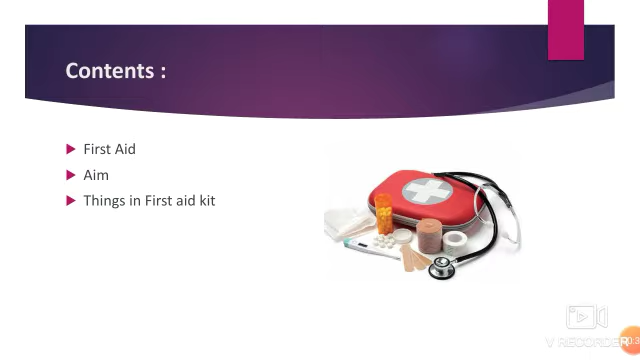 Contents :
First Aid
Aim
Things in First aid kit
V RECORDER